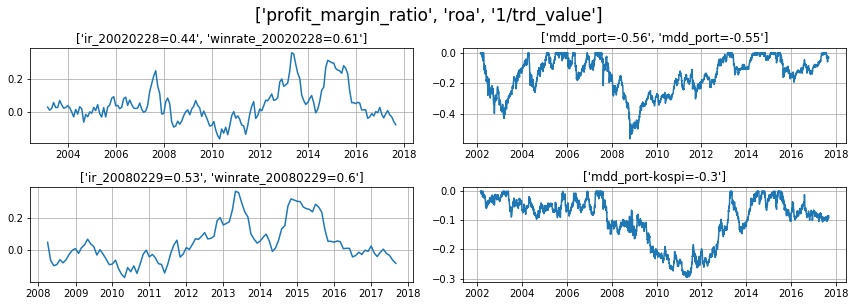 ['profit_margin_ratio', 'roa', '1/trd_value']
['ir_20020228=0.44', 'winrate_20020228=0.61']
0.2
0.0
2004 2006 2008 2010 2012 2014 2016 2018
['mdd_port=-0.56', 'mdd_port=-0.55']
0.0
−0.2
−0.4
2002 2004 2006 2008 2010 2012 2014 2016 2018
['ir_20080229=0.53', 'winrate_20080229=0.6']
0.2
0.0
2008 2009 2010 2011 2012 2013 2014 2015 2016 2017 2018
['mdd_port-kospi=-0.3']
0.0
−0.1
−0.2
−0.3
2002 2004 2006 2008 2010 2012 2014 2016 2018